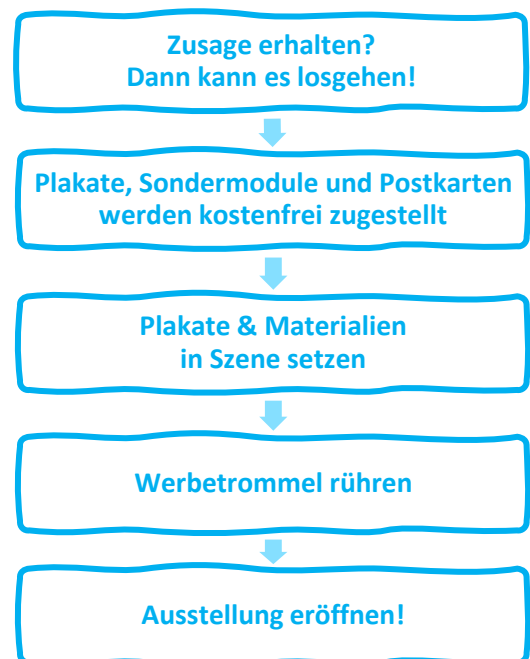 Zusage erhalten?
Dann kann es losgehen!
Plakate, Sondermodule und Postkarten
werden kostenfrei zugestellt
Plakate & Materialien
in Szene setzen
Werbetrommel rühren
Ausstellung eröffnen!